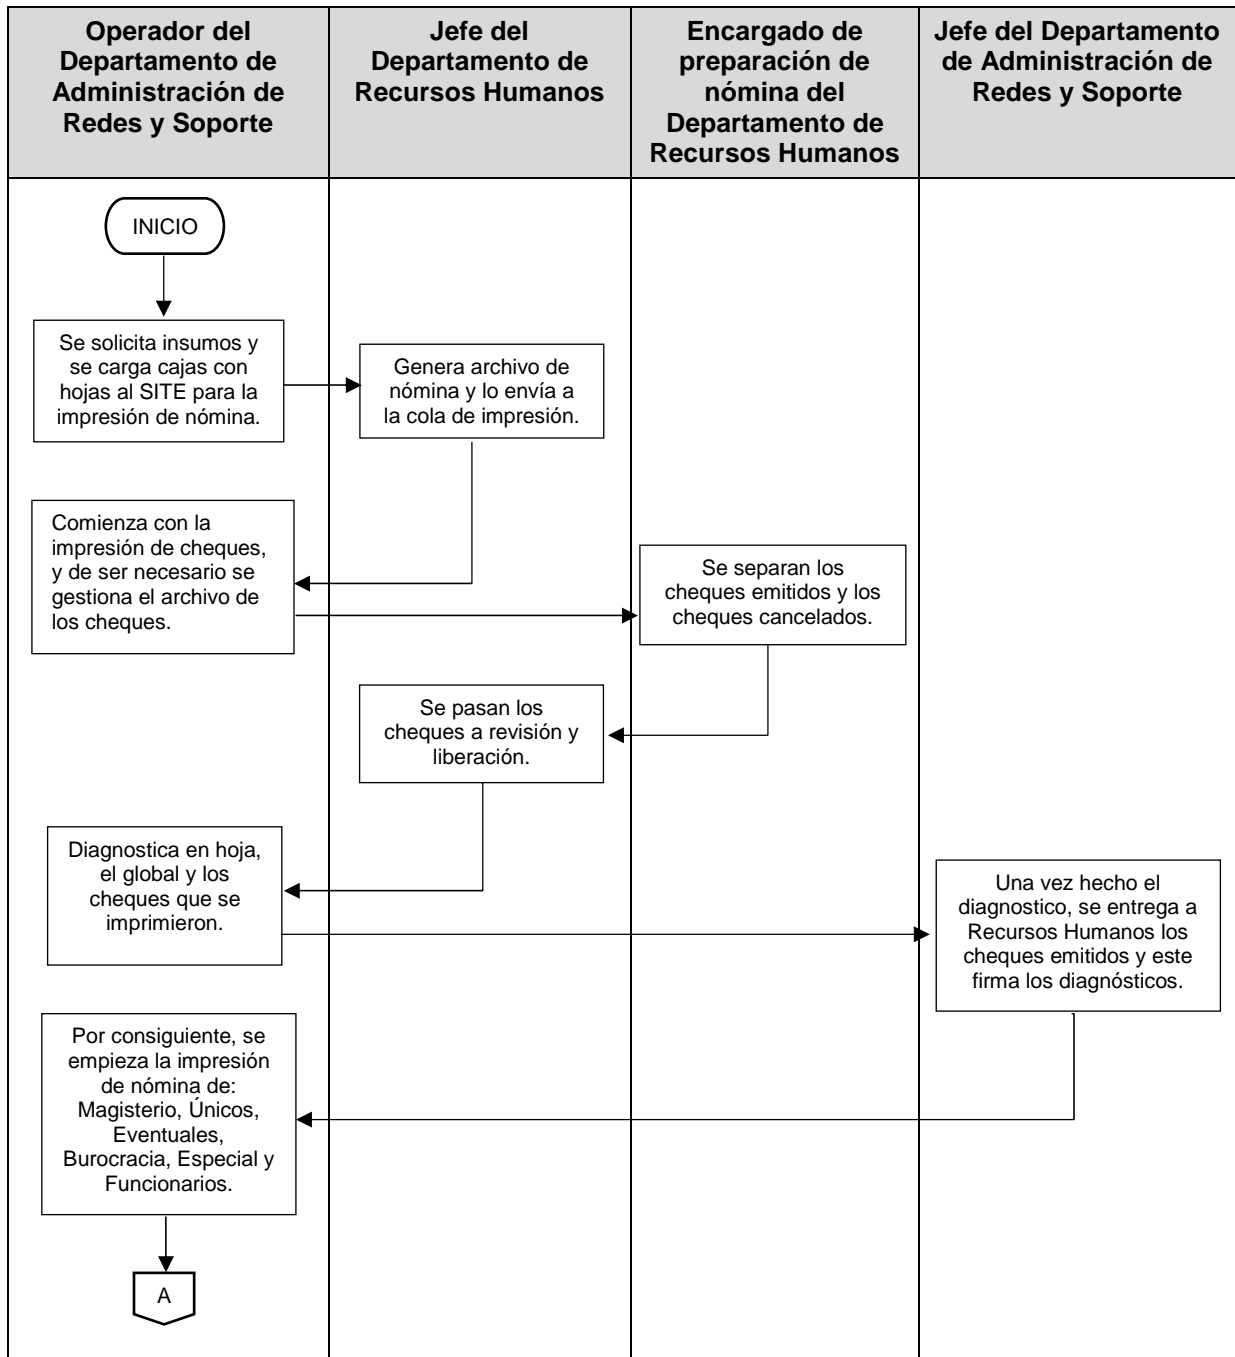 Operador del
Departamento de
Administración de
Redes y Soporte
Jefe del
Departamento de
Recursos Humanos
Encargado de
preparación de
nómina del
Departamento de
Recursos Humanos
Jefe del Departamento
de Administración de
Redes y Soporte
INICIO
Se solicita insumos y
se carga cajas con
hojas al SITE para la
impresión de nómina.
Genera archivo de
nómina y lo envía a
la cola de impresión.
Comienza con la
impresión de cheques,
y de ser necesario se
gestiona el archivo de
los cheques.
Se separan los
cheques emitidos y los
cheques cancelados.
Se pasan los
cheques a revisión y
liberación.
Diagnostica en hoja,
el global y los
cheques que se
imprimieron.
Una vez hecho el
diagnostico, se entrega a
Recursos Humanos los
cheques emitidos y este
firma los diagnósticos.
Por consiguiente, se
empieza la impresión
de nómina de:
Magisterio, Únicos,
Eventuales,
Burocracia, Especial y
Funcionarios.
A